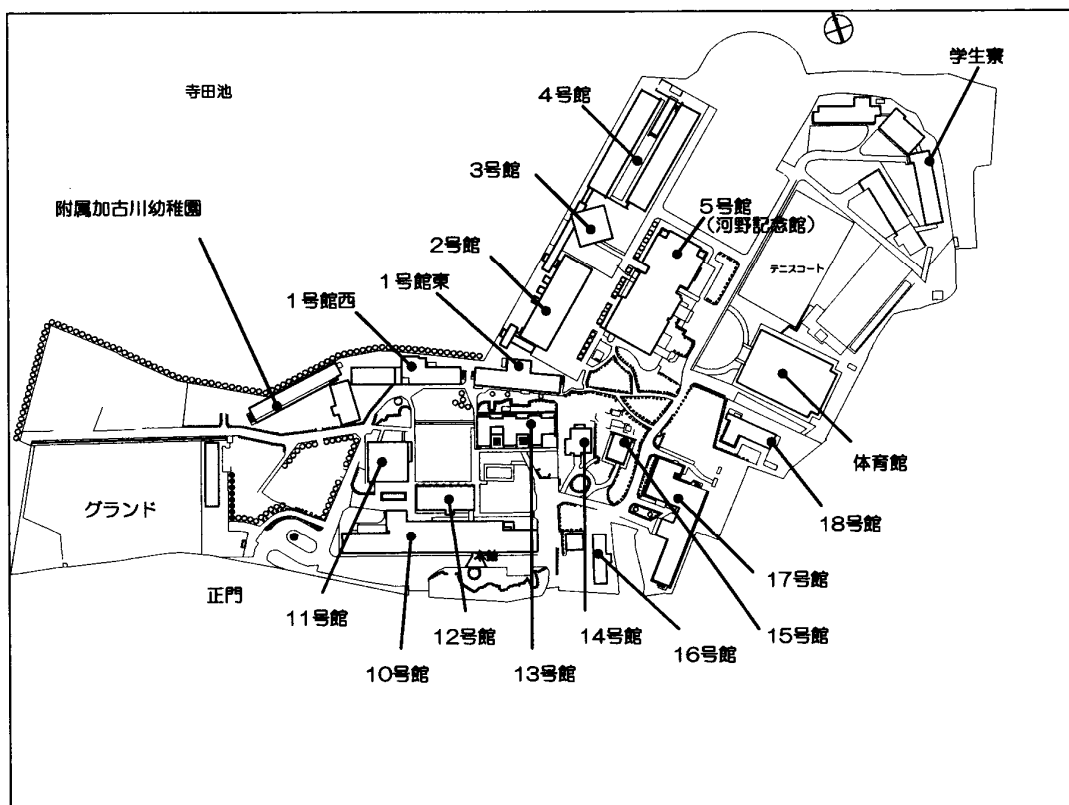 学生寮
寺田池
4号館
3号館
附属加古川幼稚園
5号館
(河野記念館)
2号館
テニスコート
1号館西
1号館東
体育館
グランド
18号館
本館
17号館
正門
11号館
12号館
14号館
15号館
16号館
10号館
13号館